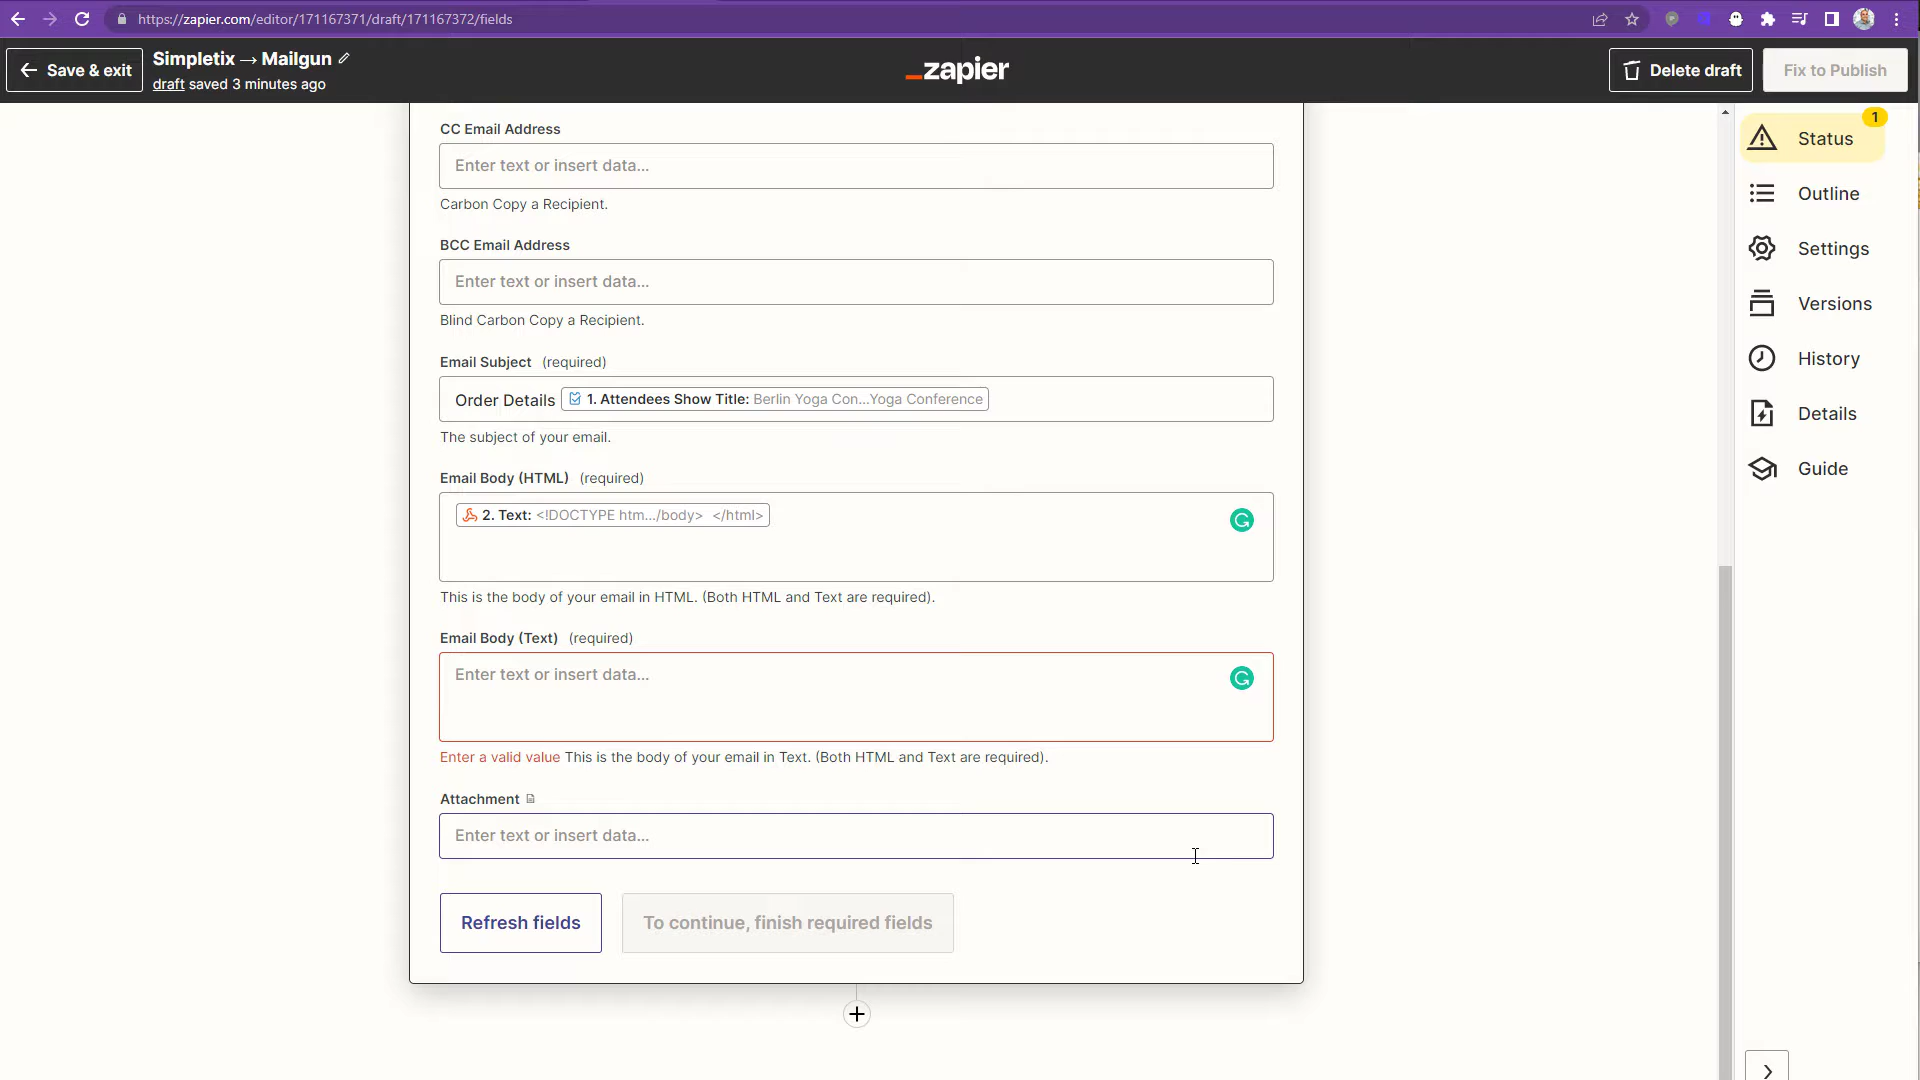 https://zapier.com/editor/171167371/draft/171167372/fields
Save & exit
Simpletix → Mailgun
draft saved 3 minutes ago
_zapier
Delete draft
Fix to Publish
CC Email Address
Enter text or insert data...
Carbon Copy a Recipient.
BCC Email Address
Enter text or insert data...
Blind Carbon Copy a Recipient.
Email Subject (required)
Order Details 1. Attendees Show Title: Berlin Yoga Con...Yoga Conference
The subject of your email.
Email Body (HTML) (required)
2. Text: <!DOCTYPE htm.../body> </html>
This is the body of your email in HTML. (Both HTML and Text are required).
Email Body (Text) (required)
Enter text or insert data...
Enter a valid value This is the body of your email in Text. (Both HTML and Text are required).
Attachment
Enter text or insert data...
Refresh fields
To continue, finish required fields
1
Status
Outline
Settings
Versions
History
Details
Guide